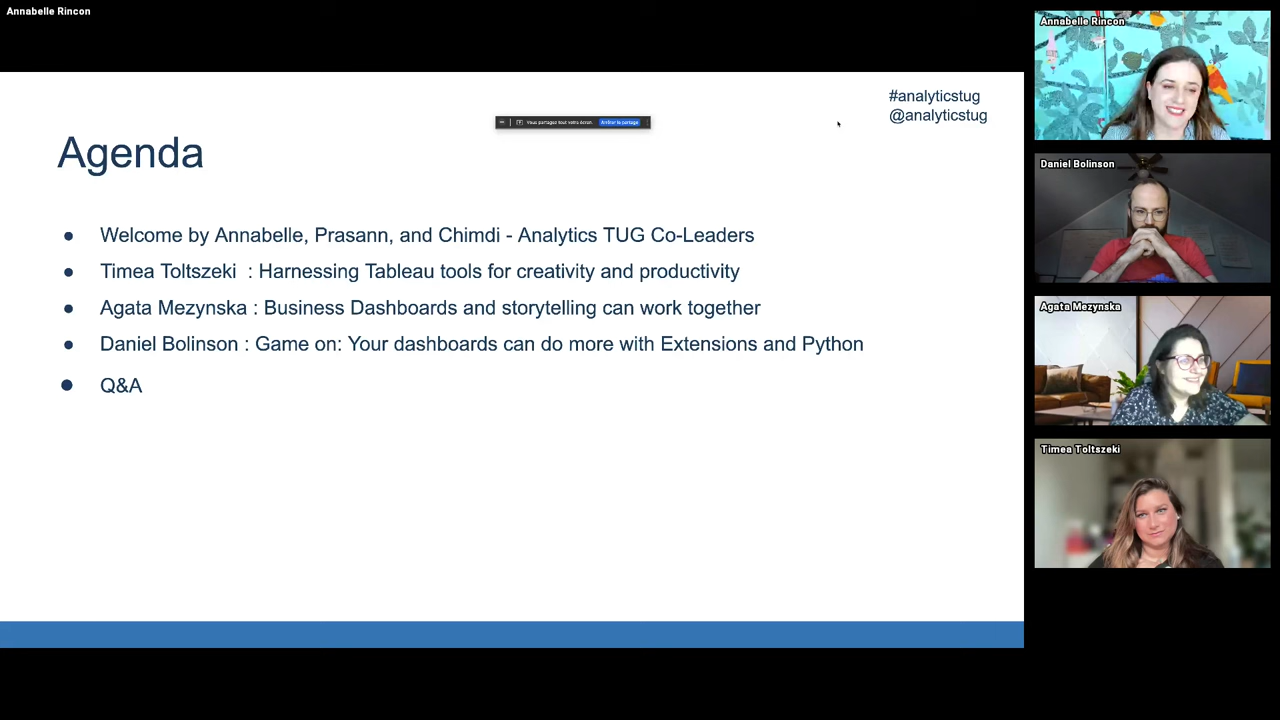 Annabelle Rincon
#analyticstug
@analyticstug
Vous partagez tout votre écran. Arrêter le partage
Agenda
• Welcome by Annabelle, Prasann, and Chimdi - Analytics TUG Co-Leaders
• Timea Toltszeki : Harnessing Tableau tools for creativity and productivity
• Agata Mezynska : Business Dashboards and storytelling can work together
• Daniel Bolinson : Game on: Your dashboards can do more with Extensions and Python
• Q&A
Annabelle Rincon
Daniel Bolinson
Agata Mezynska
Timea Toltszeki